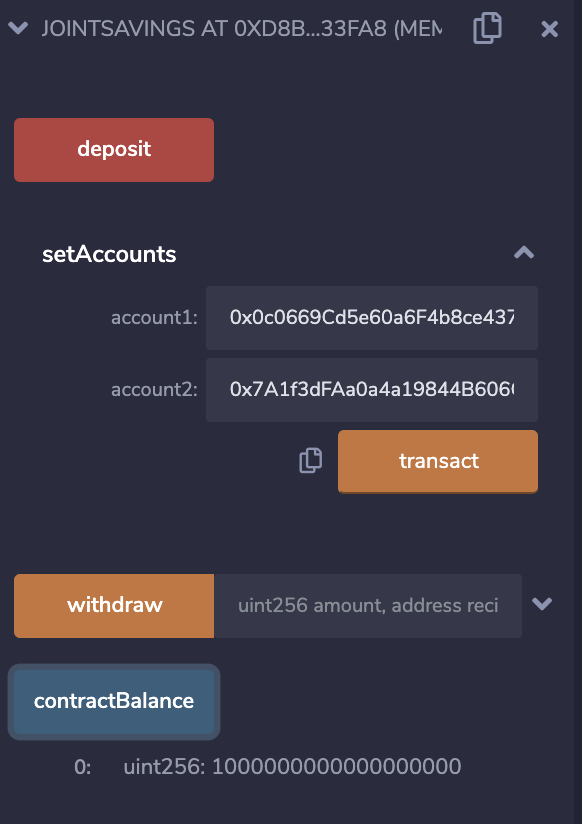 JOINTSAVINGS AT 0XD8B...33FA8 (MEM
deposit
setAccounts
account1: 0x0c0669Cd5e60a6F4b8ce437
account2: 0x7A1f3dFAa0a4a19844B606
transact
withdraw uint256 amount, address reci
contractBalance
0: uint256: 1000000000000000000